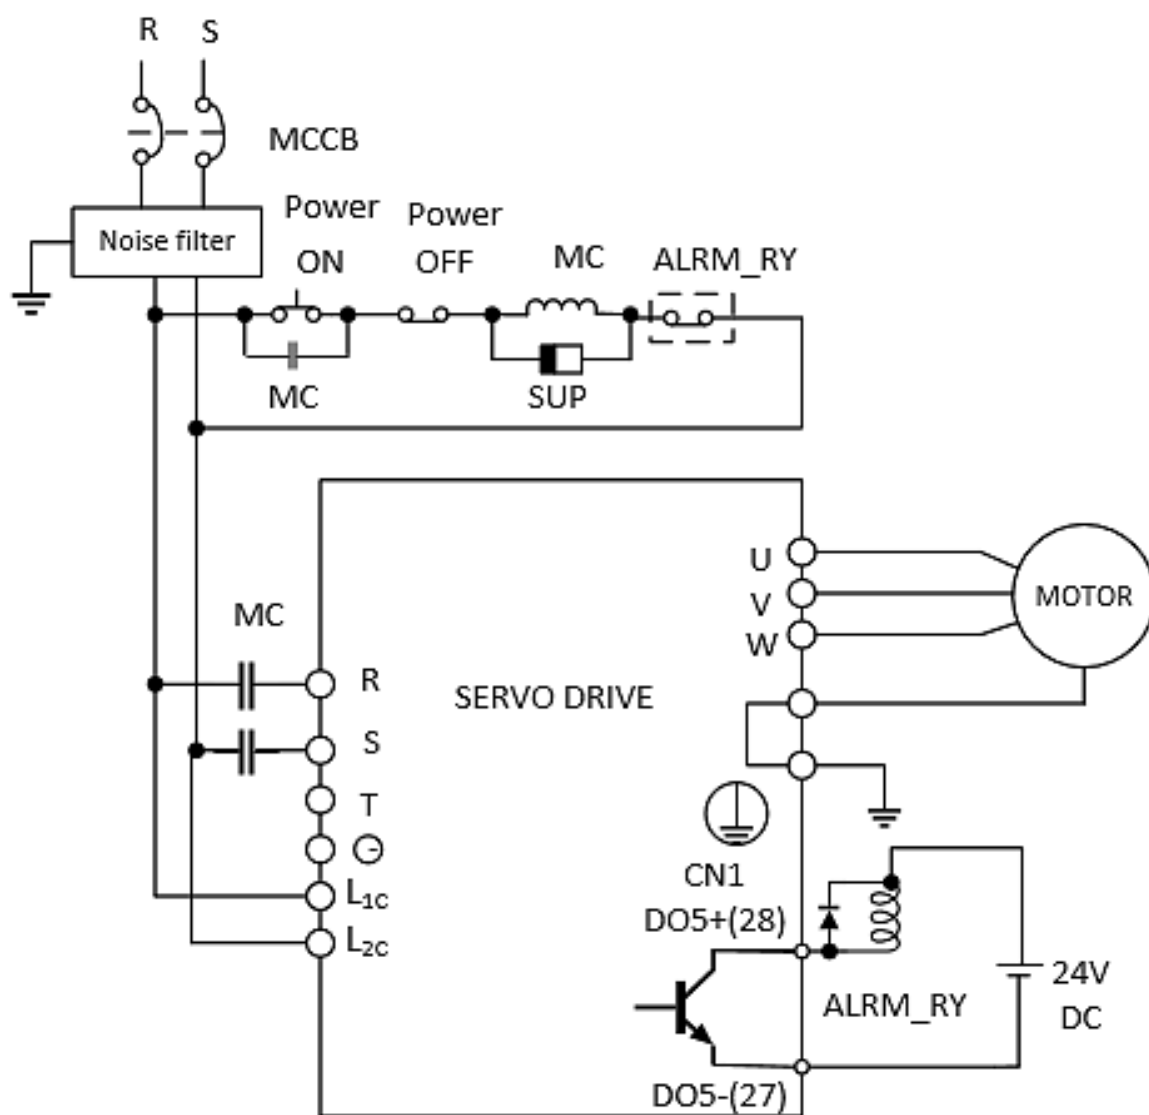 R S
MCCB
Noise filter
Power
ON
Power
OFF
MC
ALRM_RY
MC
SUP
MC
R
S
T
L1C
L2C
SERVO DRIVE
U
V
W
MOTOR
CN1
DO5+(28)
ALRM_RY
24V
DC
DO5-(27)